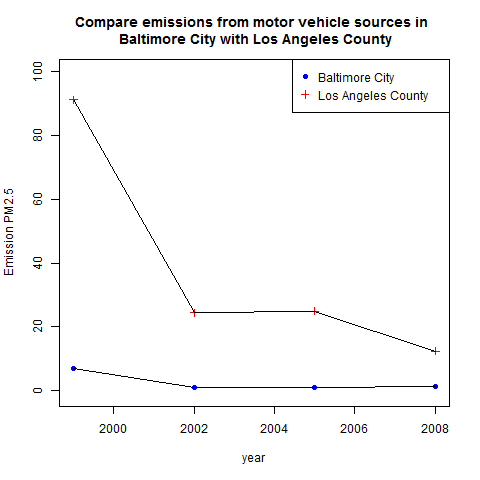 Compare emissions from motor vehicle sources in
Baltimore City with Los Angeles County
Baltimore City
Los Angeles County
Emission PM2.5
100
80
60
40
20
0
2000 2002 2004 2006 2008
year